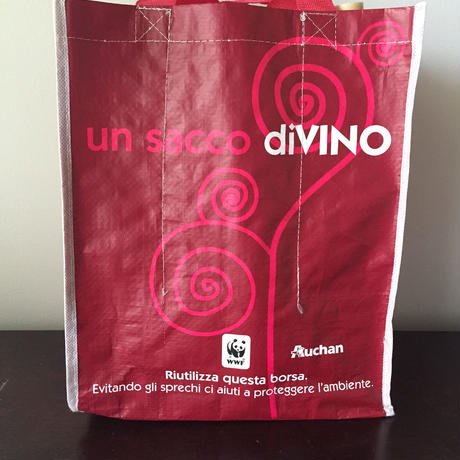 un sacco diVINO
WWF
Auchan
Riutilizza questa borsa.
Evitando gli sprechi ci aiuti a proteggere l'ambiente.